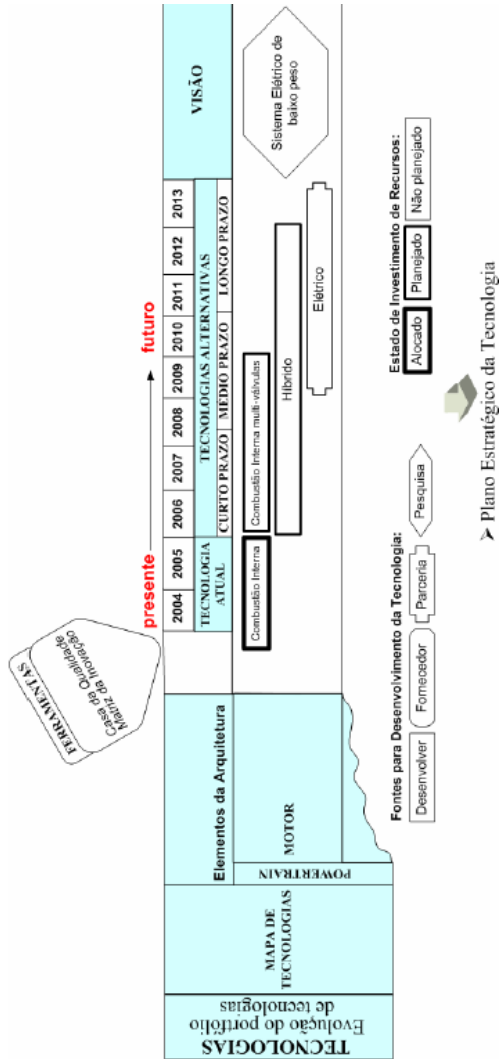 TECNOLOGIAS
Evolução do portfólio
de tecnologias
MAPA DE
TECNOLOGIAS
POWERTRAIN
Elementos da Arquitetura
MOTOR
FERRAMENTAS
Casa da Qualidade
Matriz da Inovação
presente
futuro
2004
2005
2006
2007
2008
2009
2010
2011
2012
2013
VISÃO
TECNOLOGIA
ATUAL
TECNOLOGIAS ALTERNATIVAS
CURTO PRAZO
MÉDIO PRAZO
LONGO PRAZO
Combustão Interna
Combustão Interna multi-válvulas
Híbrido
Elétrico
Sistema Elétrico de
baixo peso
Fontes para Desenvolvimento da Tecnologia:
Desenvolver
Fornecedor
Parceria
Pesquisa
Estado de Investimento de Recursos:
Alocado
Planejado
Não planejado
➤ Plano Estratégico da Tecnologia